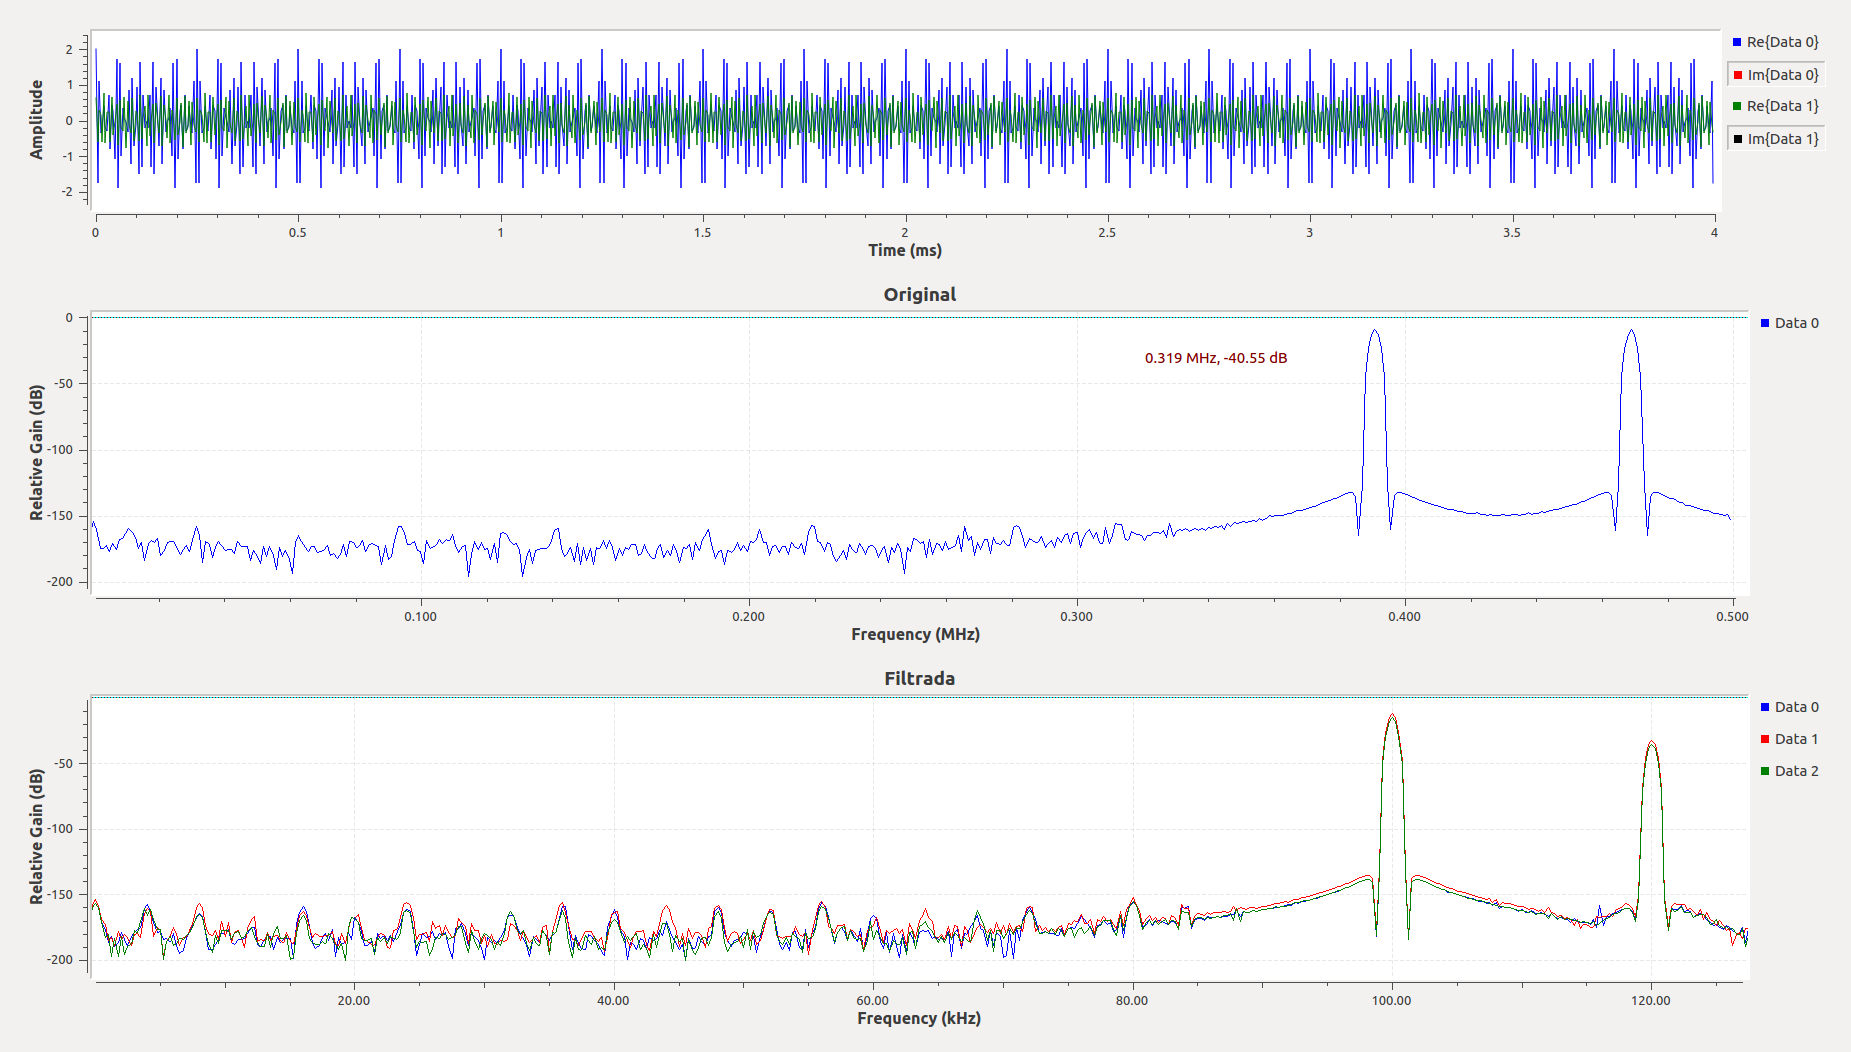 2
1
0
-1
-2
Amplitude
0 0.5 1 1.5 2 2.5 3 3.5 4
Time (ms)
Re{Data 0}
Im{Data 0}
Re{Data 1}
Im{Data 1}
Original
0
-50
-100
-150
-200
Relative Gain (dB)
0.319 MHz, -40.55 dB
0.100 0.200 0.300 0.400 0.500
Frequency (MHz)
Data 0
Filtrada
-50
-100
-150
-200
Relative Gain (dB)
20.00 40.00 60.00 80.00 100.00 120.00
Frequency (kHz)
Data 0
Data 1
Data 2